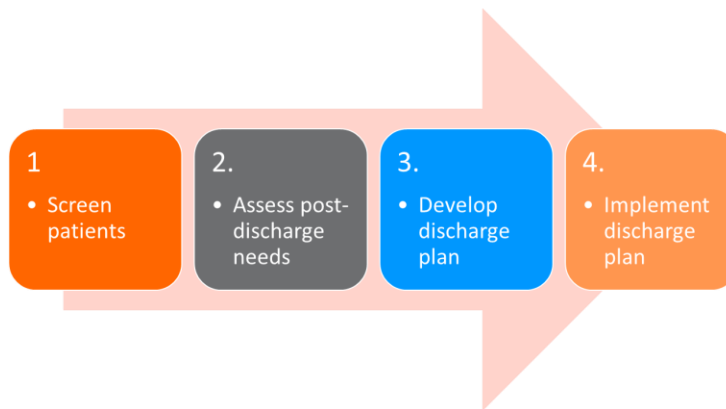 1
• Screen
patients
2.
• Assess post-
discharge
needs
3.
• Develop
discharge
plan
4.
• Implement
discharge
plan